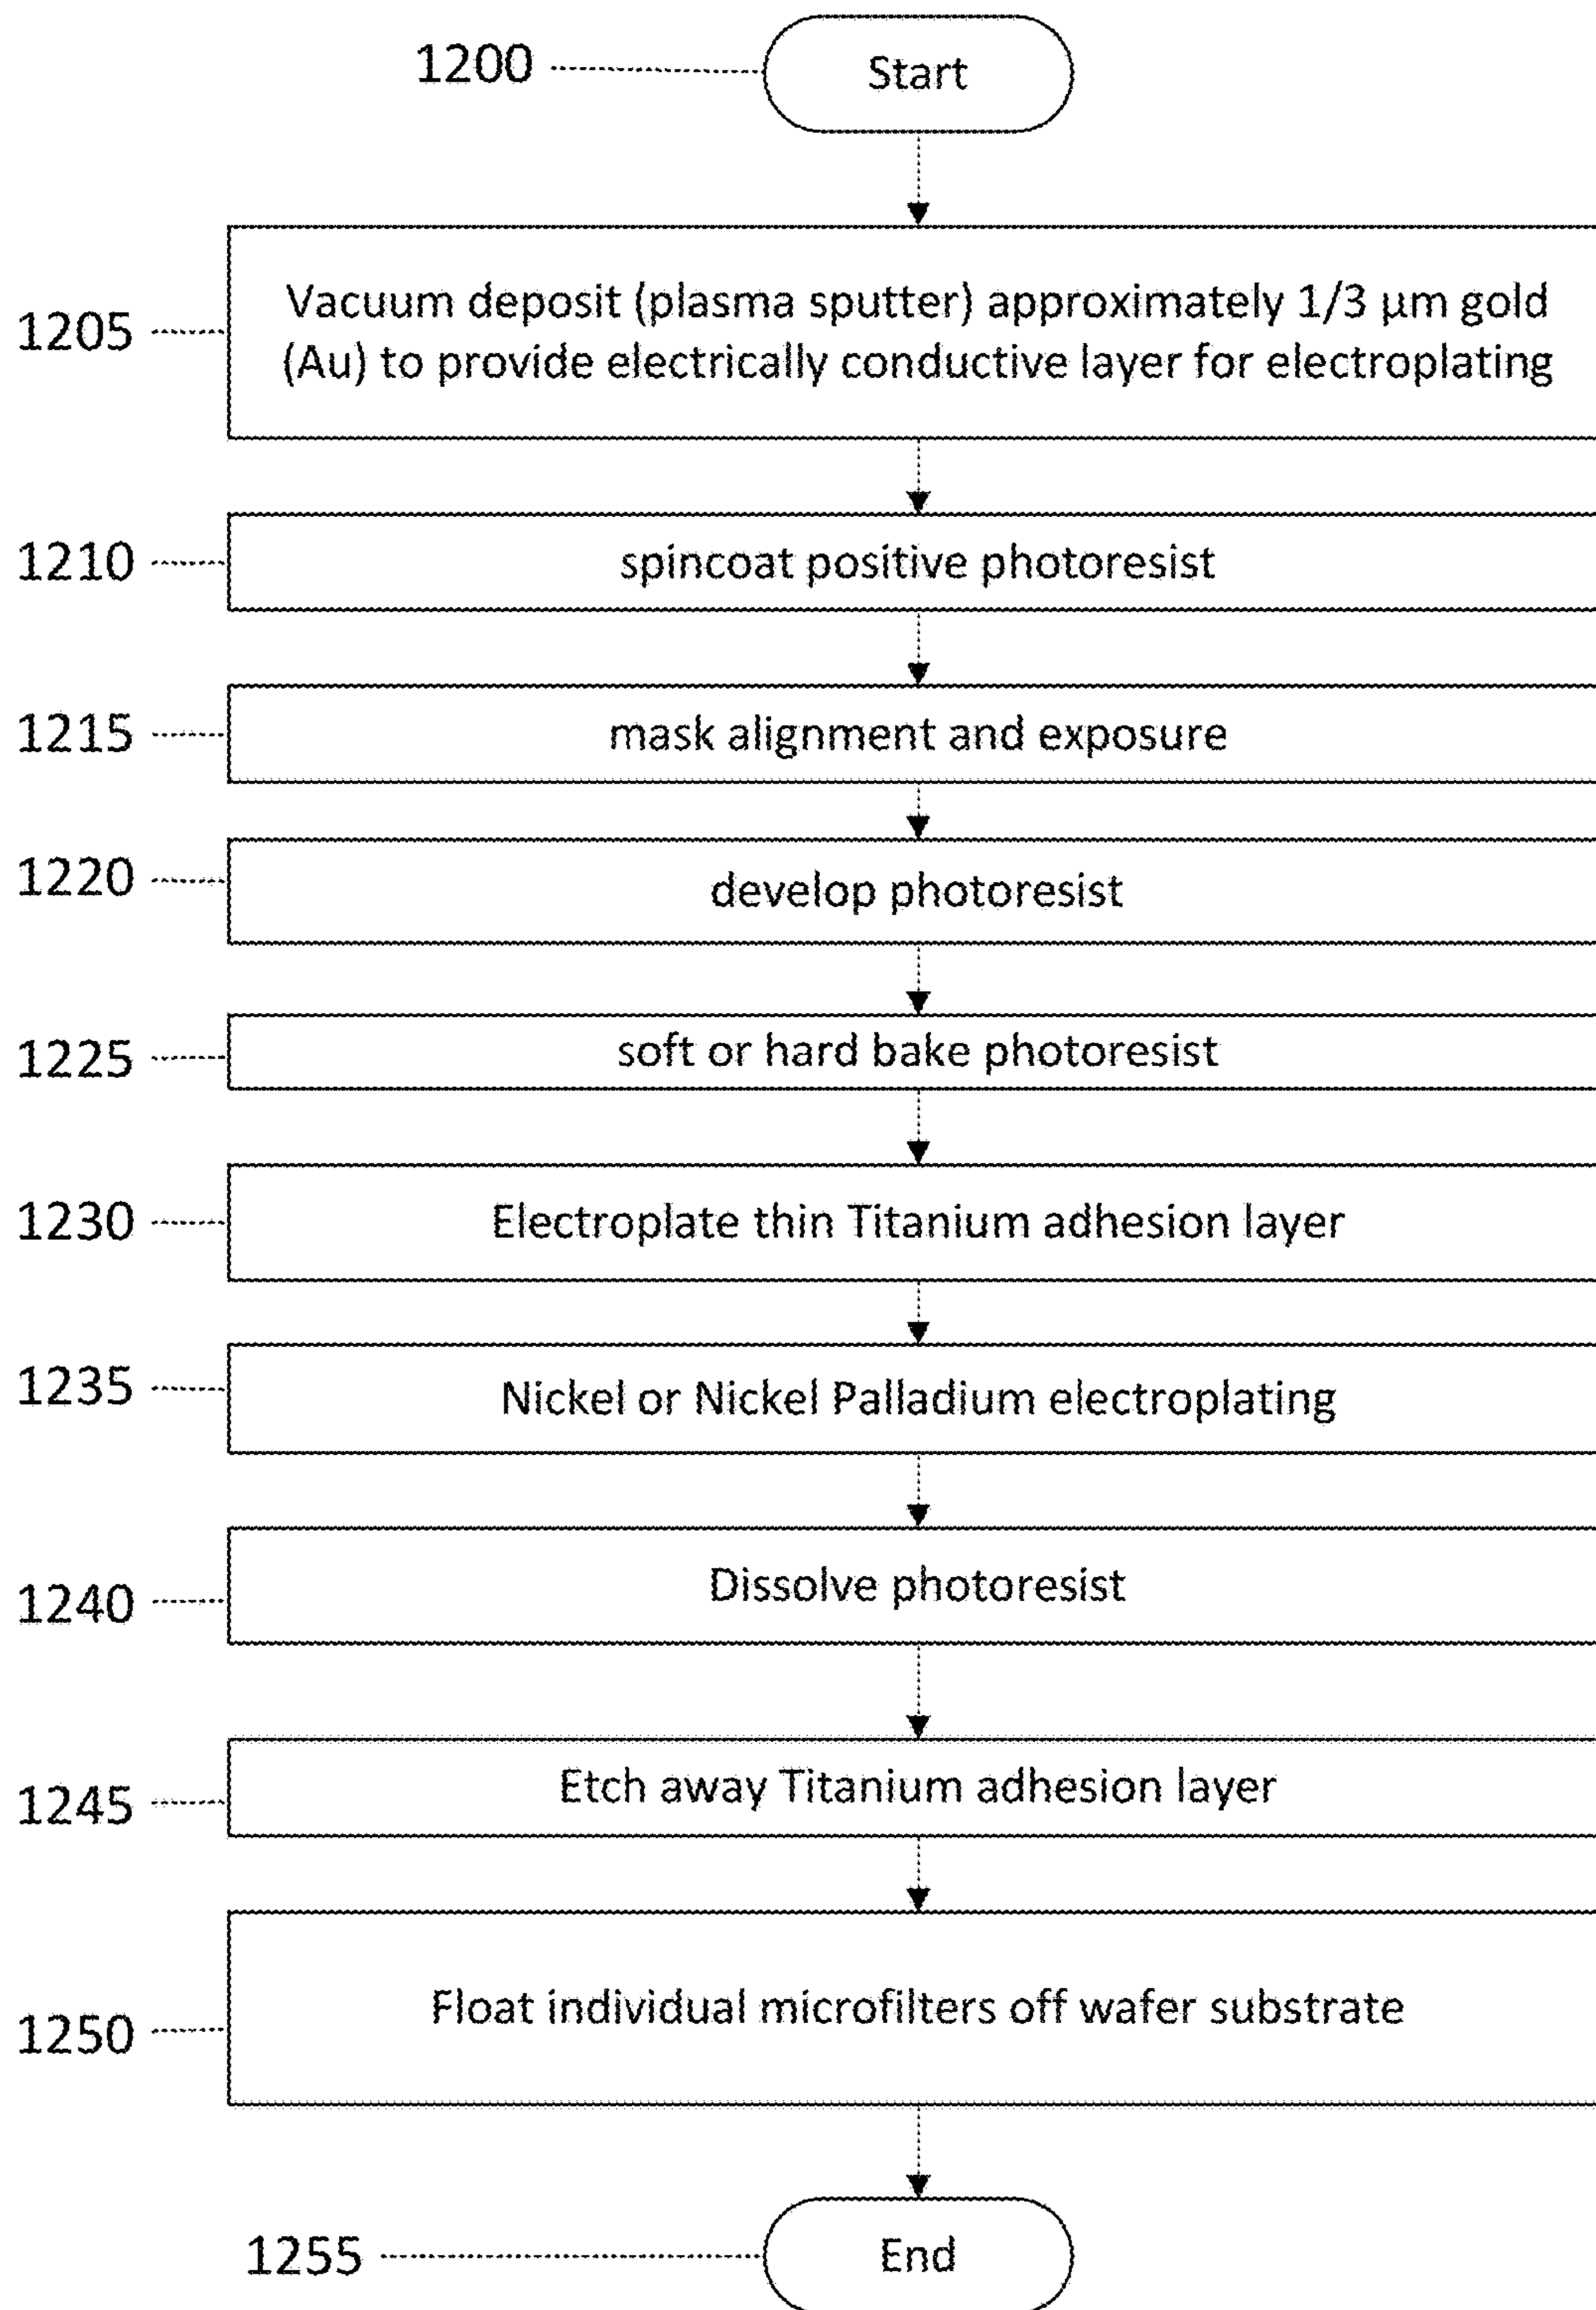 1200 Start
1205 Vacuum deposit (plasma sputter) approximately 1/3 µm gold
(Au) to provide electrically conductive layer for electroplating
1210 spincoat positive photoresist
1215 mask alignment and exposure
1220 develop photoresist
1225 soft or hard bake photoresist
1230 Electroplate thin Titanium adhesion layer
1235 Nickel or Nickel Palladium electroplating
1240 Dissolve photoresist
1245 Etch away Titanium adhesion layer
1250 Float individual microfilters off wafer substrate
1255 End